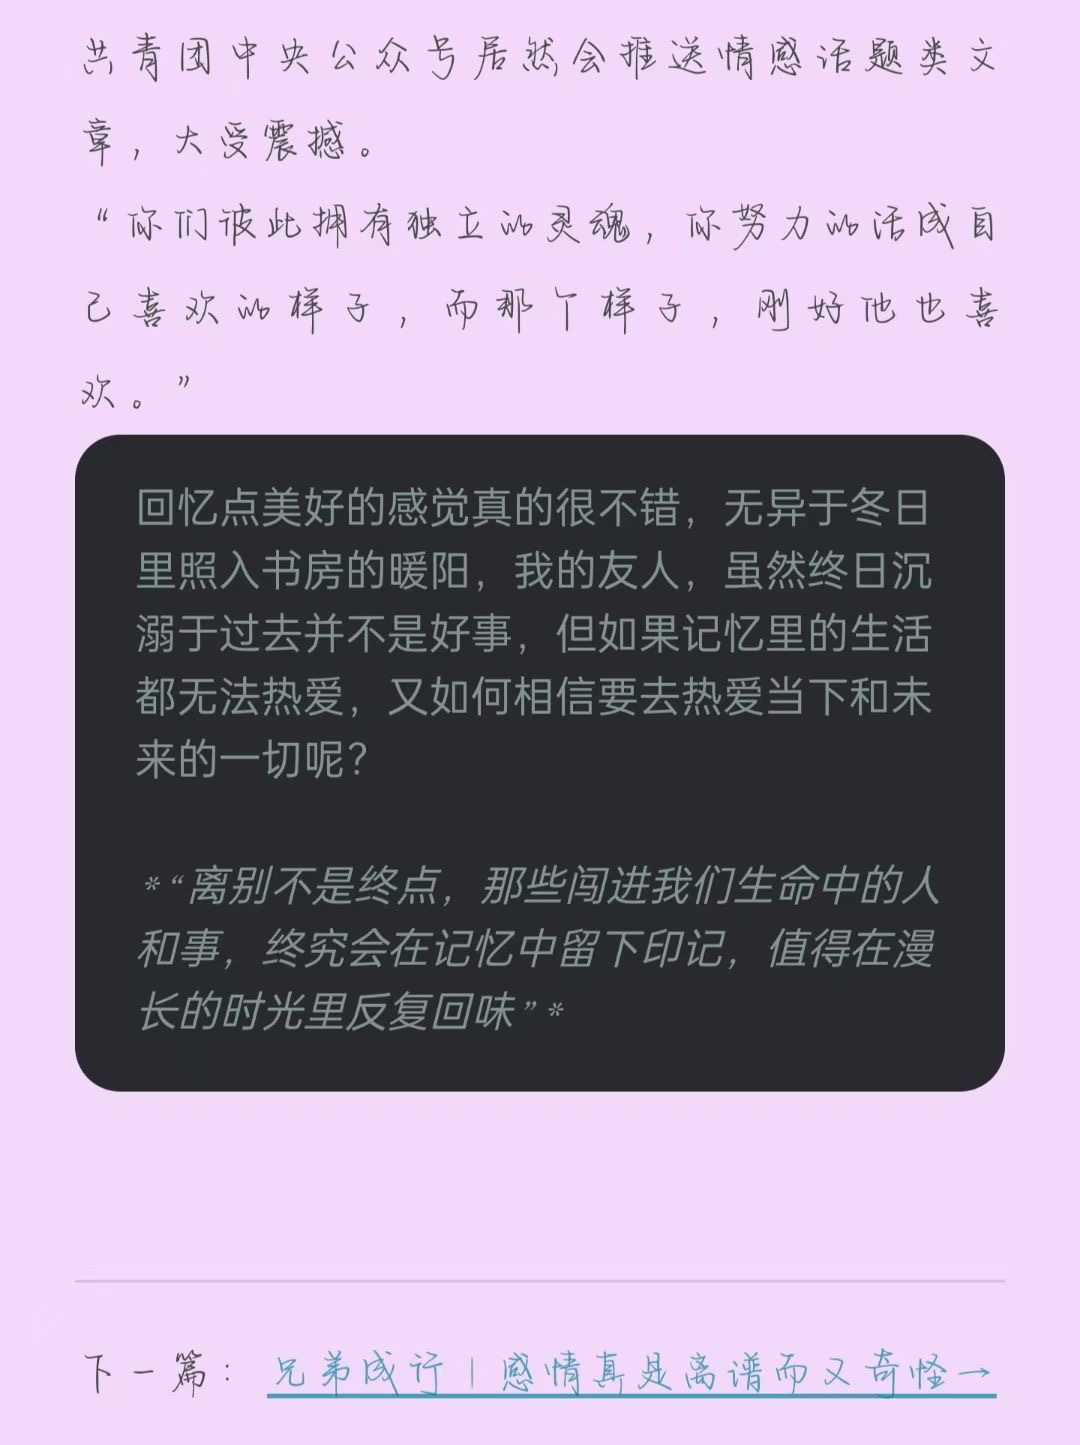 共青团中央公众号居然会推送情感话题类文
章，大受震撼。
“你们彼此拥有独立的灵魂，你努力的活成自
己喜欢的样子，而那个样子，刚好他也喜
欢。”
回忆点美好的感觉真的很不错，无异于冬日
里照入书房的暖阳，我的友人，虽然终日沉
溺于过去并不是好事，但如果记忆里的生活
都无法热爱，又如何相信要去热爱当下和未
来的一切呢？
*“离别不是终点，那些闯进我们生命中的人
和事，终究会在记忆中留下印记，值得在漫
长的时光里反复回味”*
下一篇：兄弟成行｜感情真是离谱而又奇怪→